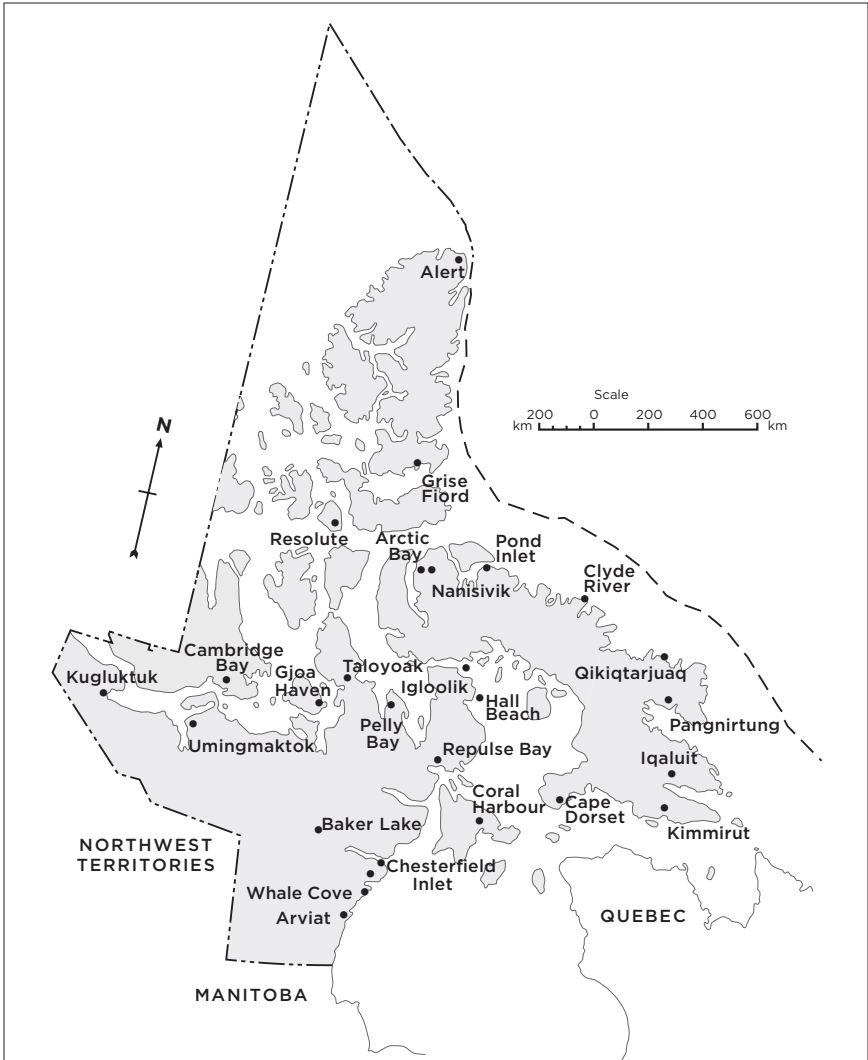 Alert
Scale
200 0 200 400 600
km km
N
Grise
Fiord
Resolute
Arctic
Bay
Pond
Inlet
Nanisivik
Clyde
River
Cambridge
Bay
Kugluktuk
Gjoa
Haven
Taloyoak
Igloolik
Qikiqtarjuaq
Hall
Beach
Pangnirtung
Umingmaktok
Pelly
Bay
Repulse Bay
Iqaluit
Coral
Harbour
Cape
Dorset
Kimmirut
Baker Lake
NORTHWEST
TERRITORIES
Chesterfield
Inlet
Whale Cove
Arviat
QUEBEC
MANITOBA